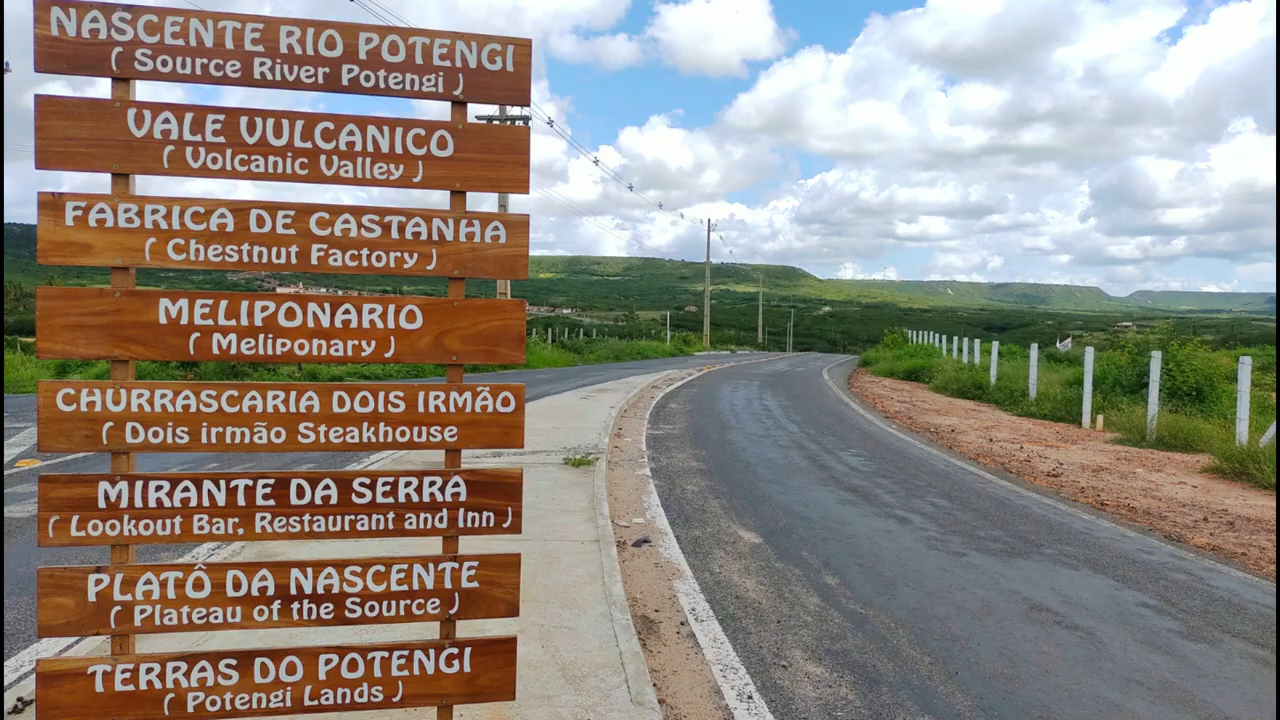 NASCENTE RIO POTENGI
( Source River Potengi )
VALE VULCANICO
( Volcanic Valley )
FABRICA DE CASTANHA
( Chestnut Factory )
MELIPONARIO
( Meliponary )
CHURRASCARIA DOIS IRMÃO
( Dois irmão Steakhouse
MIRANTE DA SERRA
( Lookout Bar, Restaurant and Inn )
PLATÔ DA NASCENTE
( Plateau of the Source )
TERRAS DO POTENGI
( Potengi Lands )